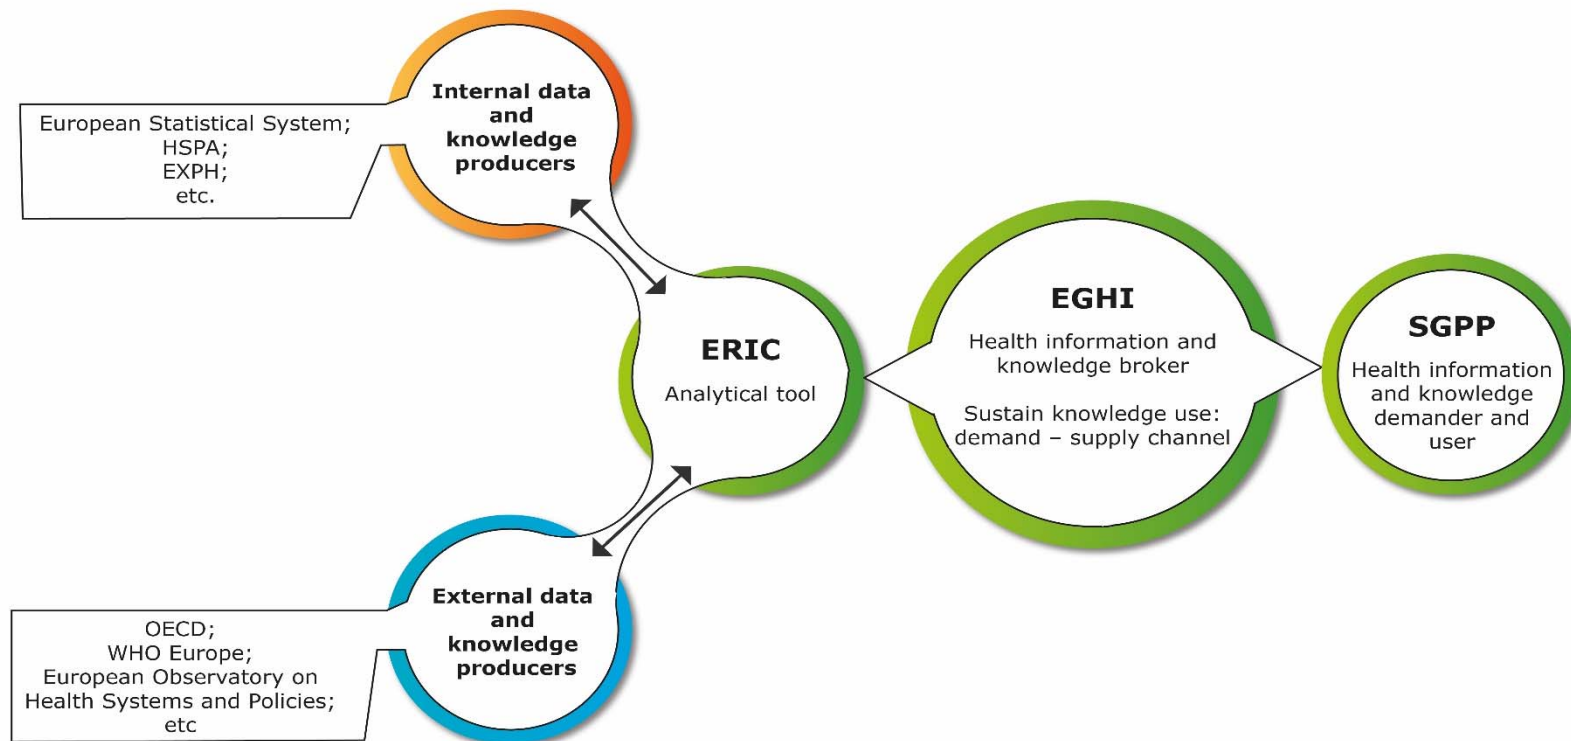 Internal data
and
knowledge
producers
European Statistical System;
HSPA;
EXPH;
etc.
ERIC
Analytical tool
EGHI
Health information and
knowledge broker
Sustain knowledge use:
demand – supply channel
SGPP
Health information
and knowledge
demander and
user
External data
and
knowledge
producers
OECD;
WHO Europe;
European Observatory on
Health Systems and Policies;
etc